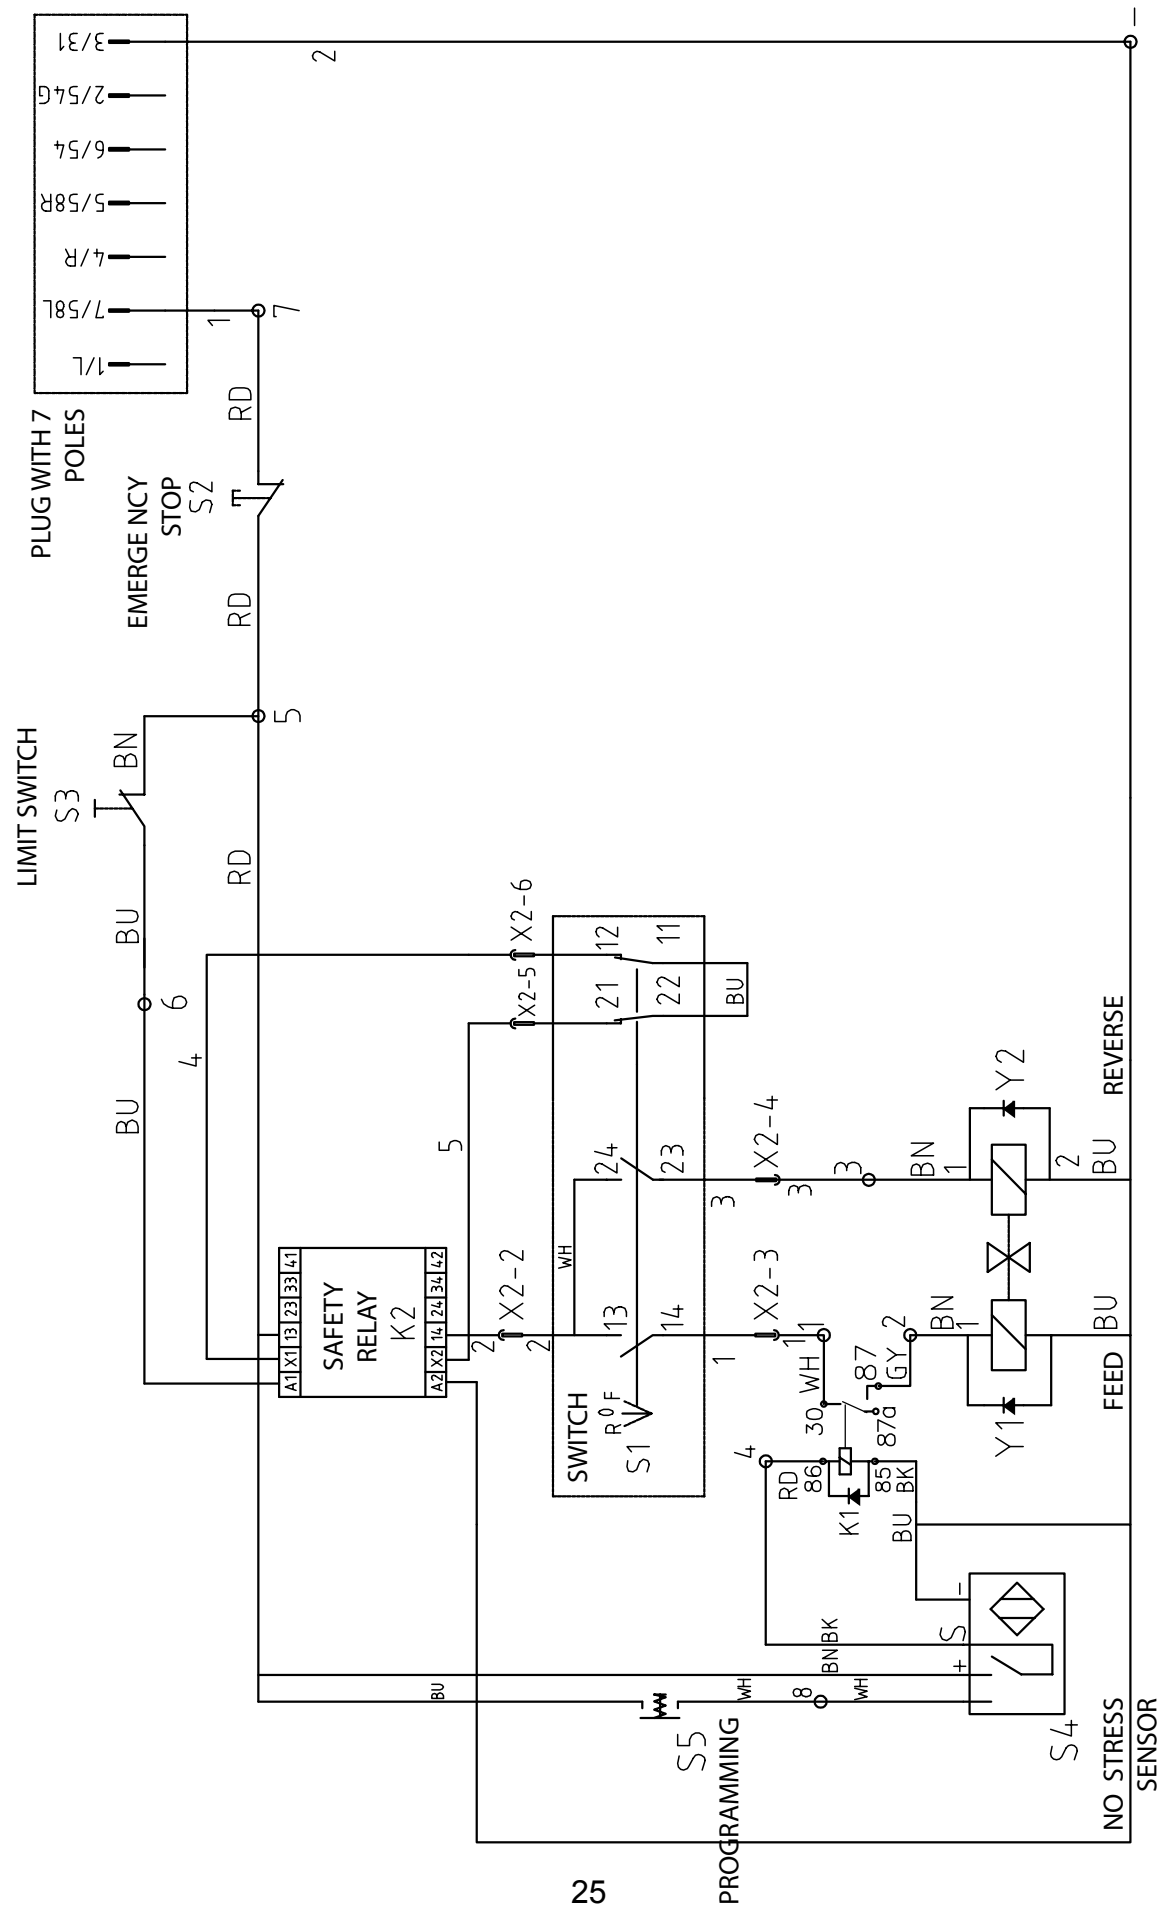 3/31
2/54G
6/54
5/58R
4/R
7/58L
1/L
PLUG WITH 7
POLES
2
1
7
RD
EMERGE NCY
STOP
S2
RD
5
LIMIT SWITCH
S3
BN
RD
BU
6
BU
4
5
X2-6
X2-5
12
11
21
22
BU
A1 X1 13 23 33 41
SAFETY
RELAY
K2
A2 X2 14 24 34 42
2
X2-2
2
WH
24
23
13
14
SWITCH
S1
R 0 F
3
X2-4
3
3
BN
1
Y2
2
BU
REVERSE
1
X2-3
1
1
WH
30
87
87a
GY
2
BN
1
Y1
BU
FEED
4
RD
86
85
K1
BK
BU
BN
BK
+
S
-
BU
S5
PROGRAMMING
WH
8
WH
S4
NO STRESS
SENSOR
-
25